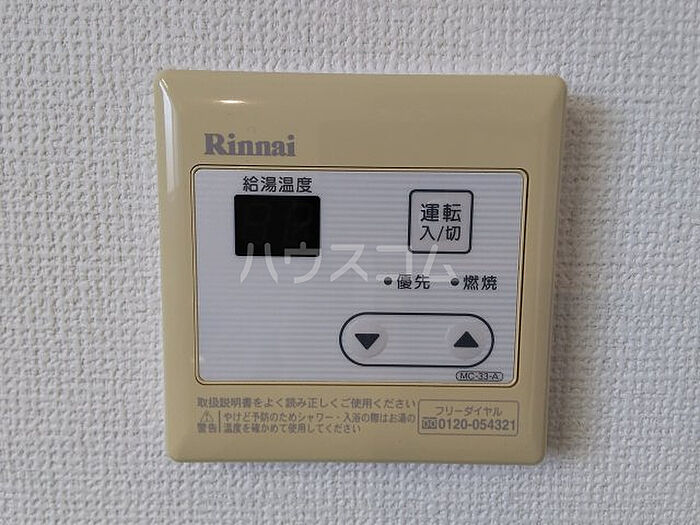 Rinnai
給湯温度
運転
入/切
ハウスコム
優先 燃焼
▼ ▲
MC-33-A
取扱説明書をよく読み正しくご使用ください
警告 やけど予防のためシャワー・入浴の際はお湯の
温度を確かめて使用してください
フリーダイヤル
0120-054321